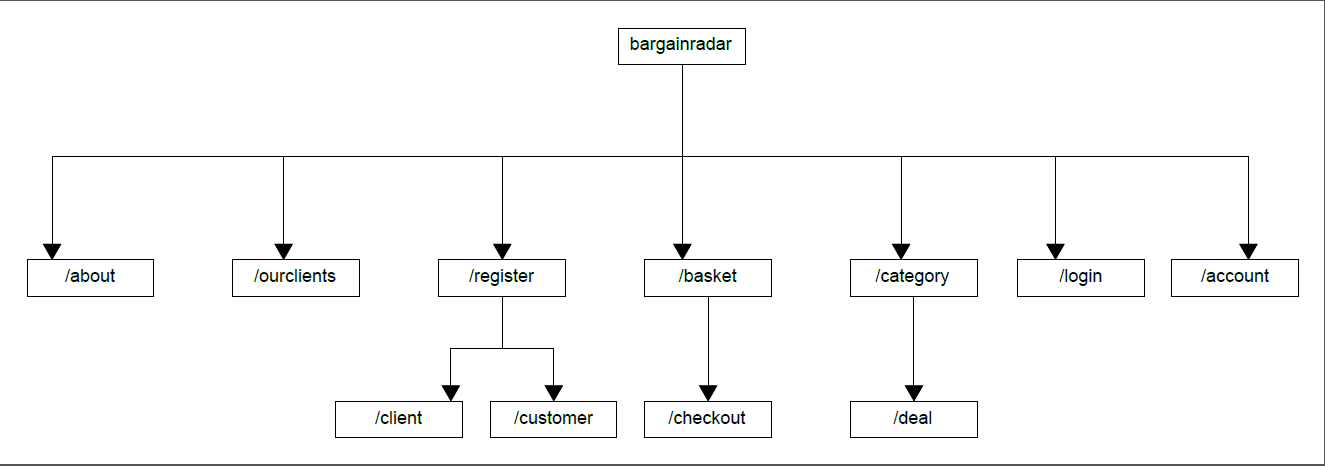 bargainradar
/about
/ourclients
/register
/basket
/category
/login
/account
/client
/customer
/checkout
/deal